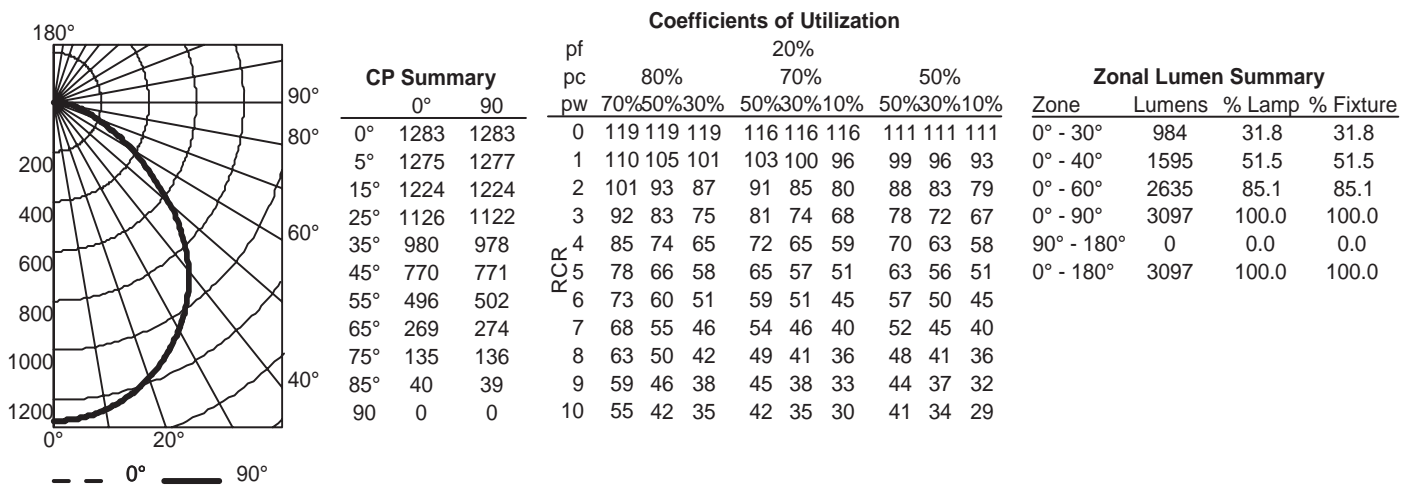 180°
90°
80°
200
400
60°
600
800
1000
40°
1200
0° 20°
0° 90°
CP Summary
0° 90
0° 1283 1283
5° 1275 1277
15° 1224 1224
25° 1126 1122
35° 980 978
45° 770 771
55° 496 502
65° 269 274
75° 135 136
85° 40 39
90 0 0
Coefficients of Utilization
pf 20%
pc 80% 70% 50%
pw 70%50%30% 50%30%10% 50%30%10%
0 119 119 119 116 116 116 111 111 111
1 110 105 101 103 100 96 99 96 93
2 101 93 87 91 85 80 88 83 79
3 92 83 75 81 74 68 78 72 67
4 85 74 65 72 65 59 70 63 58
RCR
5 78 66 58 65 57 51 63 56 51
6 73 60 51 59 51 45 57 50 45
7 68 55 46 54 46 40 52 45 40
8 63 50 42 49 41 36 48 41 36
9 59 46 38 45 38 33 44 37 32
10 55 42 35 42 35 30 41 34 29
Zonal Lumen Summary
Zone Lumens % Lamp % Fixture
0° - 30° 984 31.8 31.8
0° - 40° 1595 51.5 51.5
0° - 60° 2635 85.1 85.1
0° - 90° 3097 100.0 100.0
90° - 180° 0 0.0 0.0
0° - 180° 3097 100.0 100.0